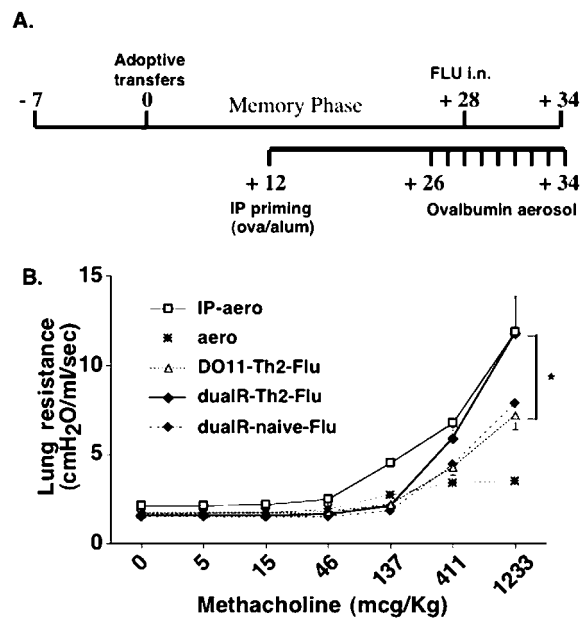 A.
Adoptive
transfers
FLU i.n.
- 7
0
Memory Phase
+ 28
+ 34
+ 12
+ 26
+ 34
IP priming
(ova/alum)
Ovalbumin aerosol
B.
15
10
5
0
Lung resistance
(cmH2O/ml/sec)
IP-aero
aero
DO11-Th2-Flu
dualR-Th2-Flu
dualR-naive-Flu
*
0
5
15
46
137
411
1233
Methacholine (mcg/Kg)